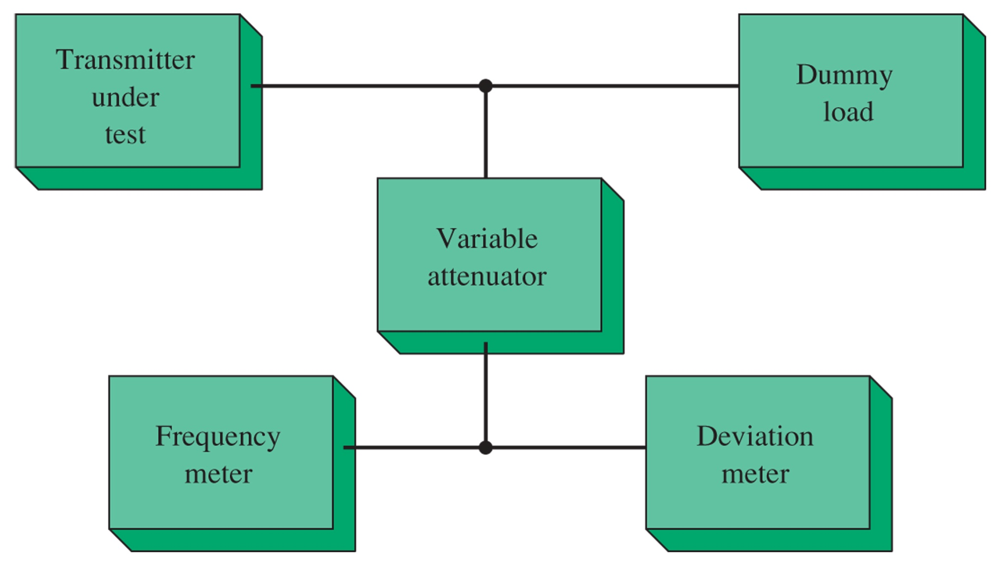 Transmitter
under
test
Dummy
load
Variable
attenuator
Frequency
meter
Deviation
meter